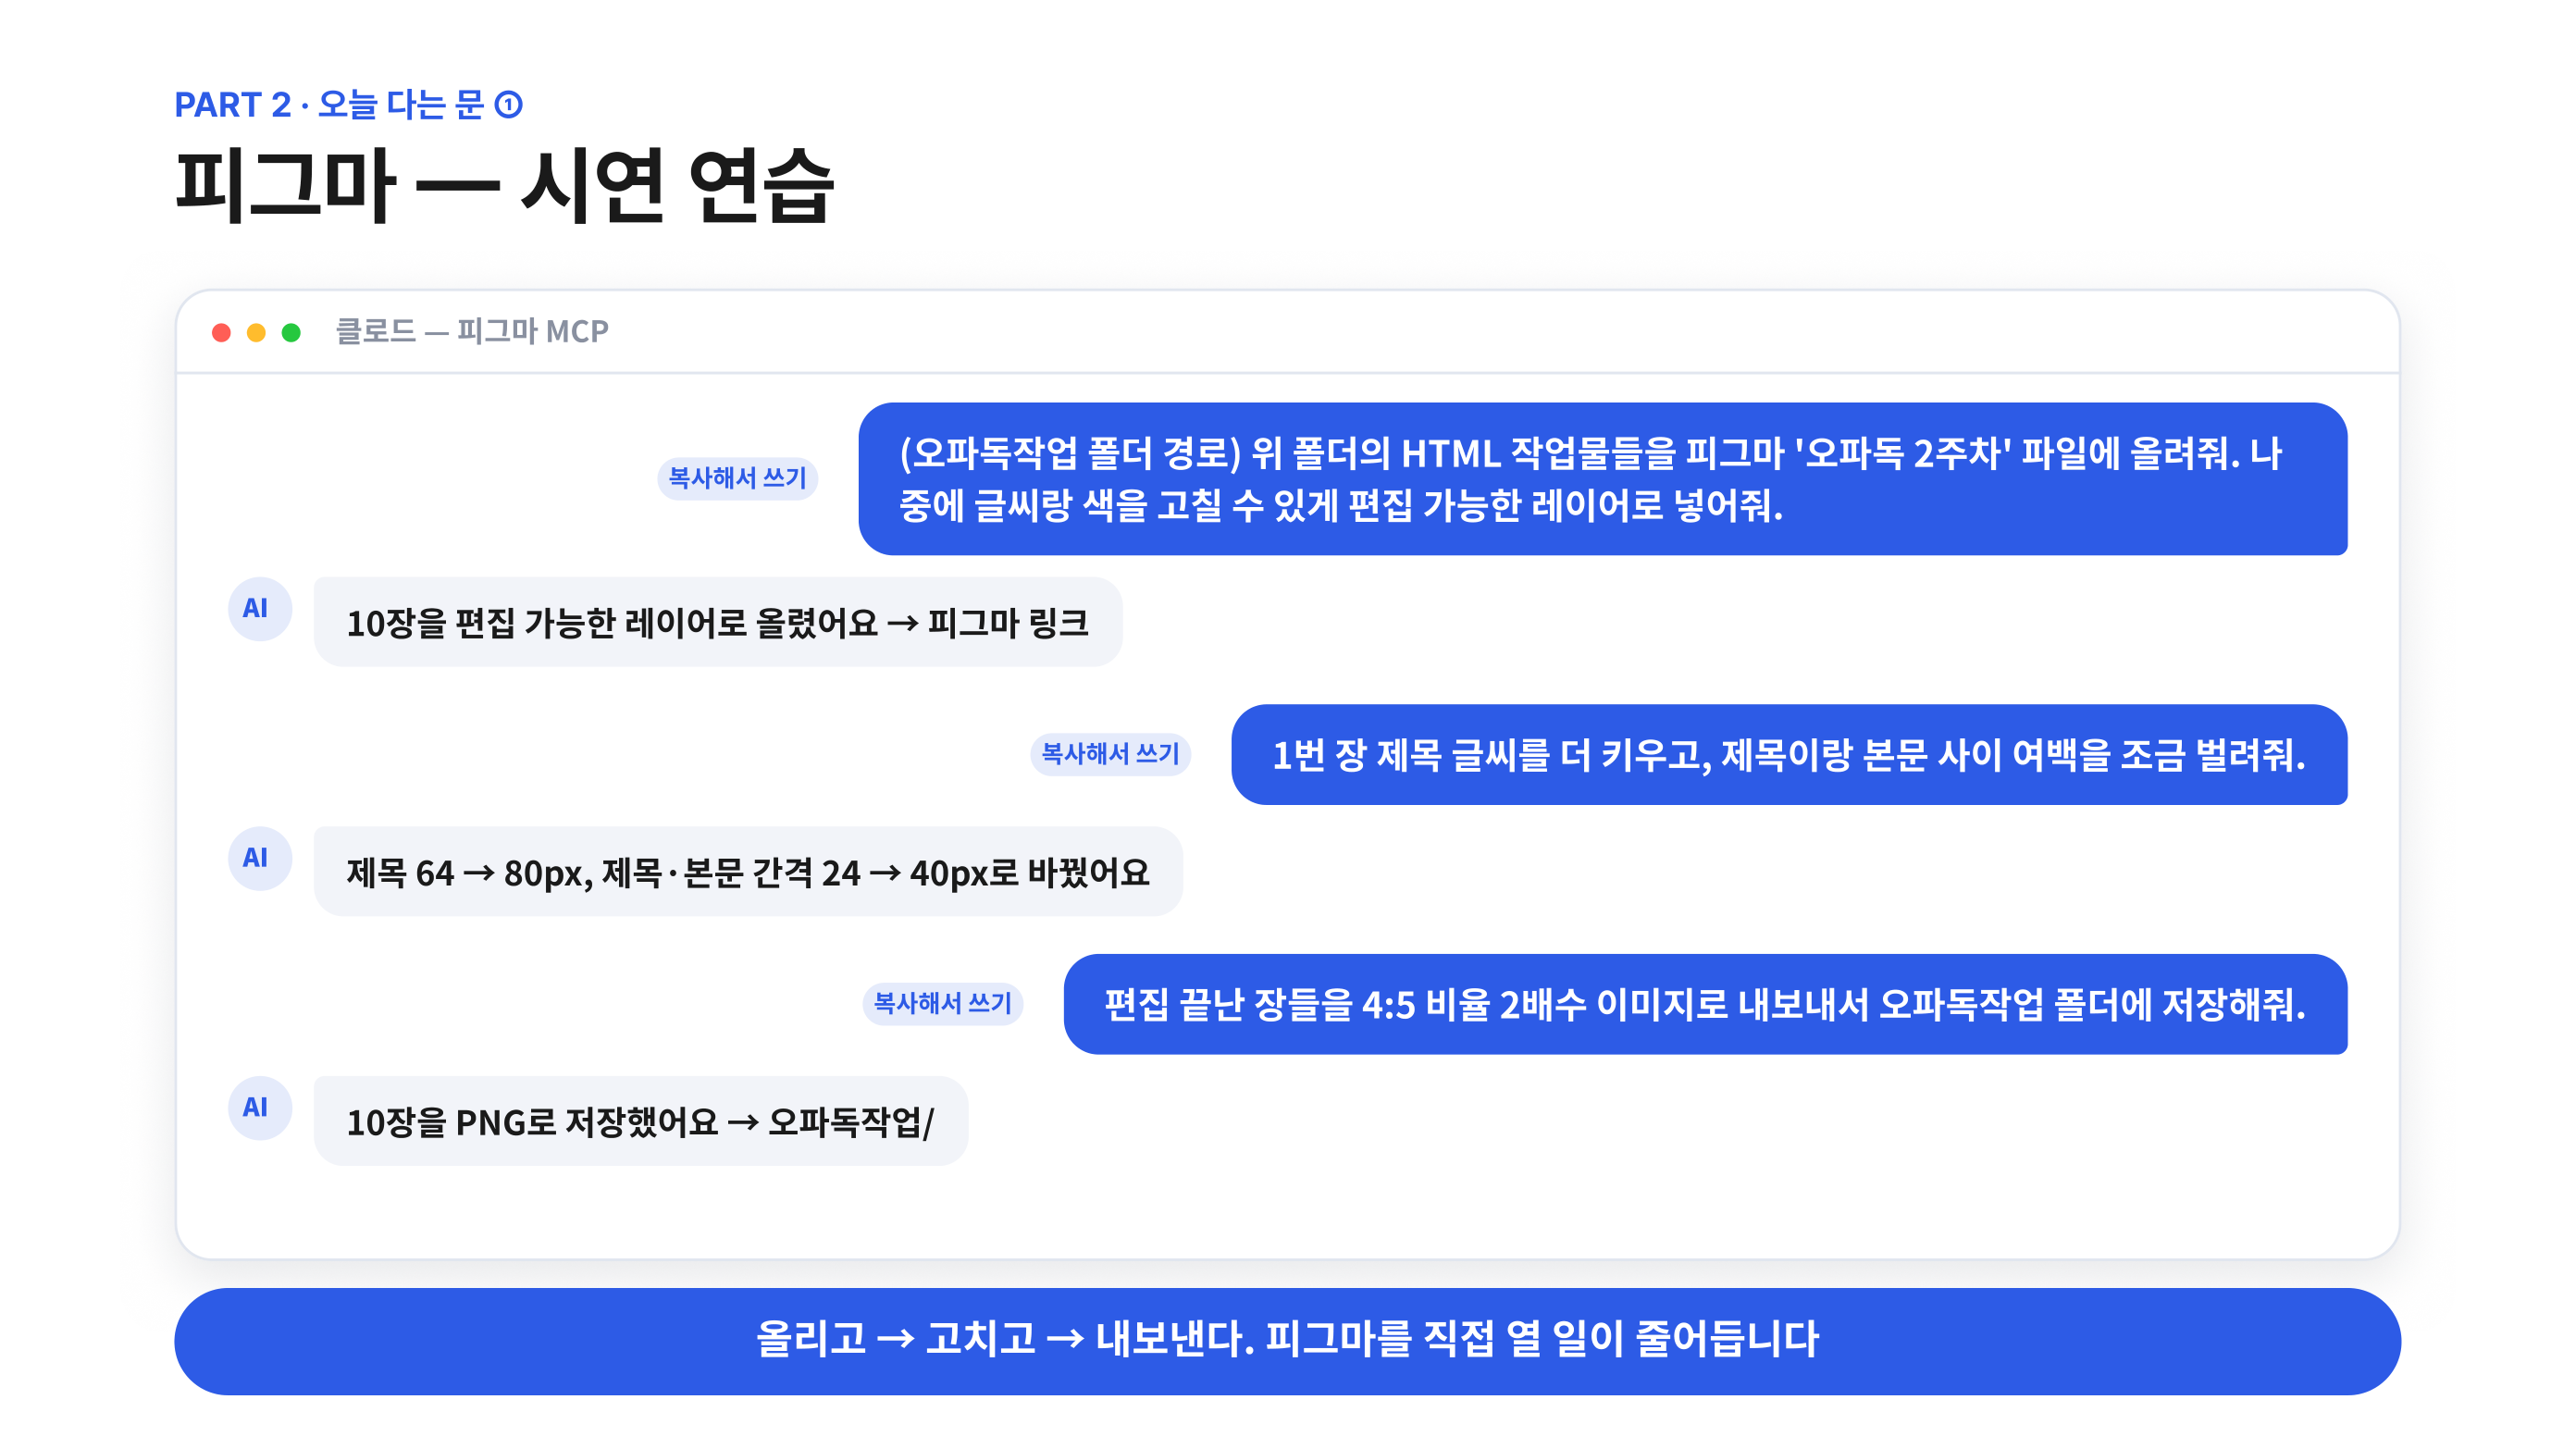 PART 2 · 오늘 다는 문 ①
피그마 — 시연 연습
클로드 — 피그마 MCP
복사해서 쓰기
(오파독작업 폴더 경로) 위 폴더의 HTML 작업물들을 피그마 '오파독 2주차' 파일에 올려줘. 나
중에 글씨랑 색을 고칠 수 있게 편집 가능한 레이어로 넣어줘.
AI
10장을 편집 가능한 레이어로 올렸어요 → 피그마 링크
복사해서 쓰기
1번 장 제목 글씨를 더 키우고, 제목이랑 본문 사이 여백을 조금 벌려줘.
AI
제목 64 → 80px, 제목·본문 간격 24 → 40px로 바꿨어요
복사해서 쓰기
편집 끝난 장들을 4:5 비율 2배수 이미지로 내보내서 오파독작업 폴더에 저장해줘.
AI
10장을 PNG로 저장했어요 → 오파독작업/
올리고 → 고치고 → 내보낸다. 피그마를 직접 열 일이 줄어듭니다